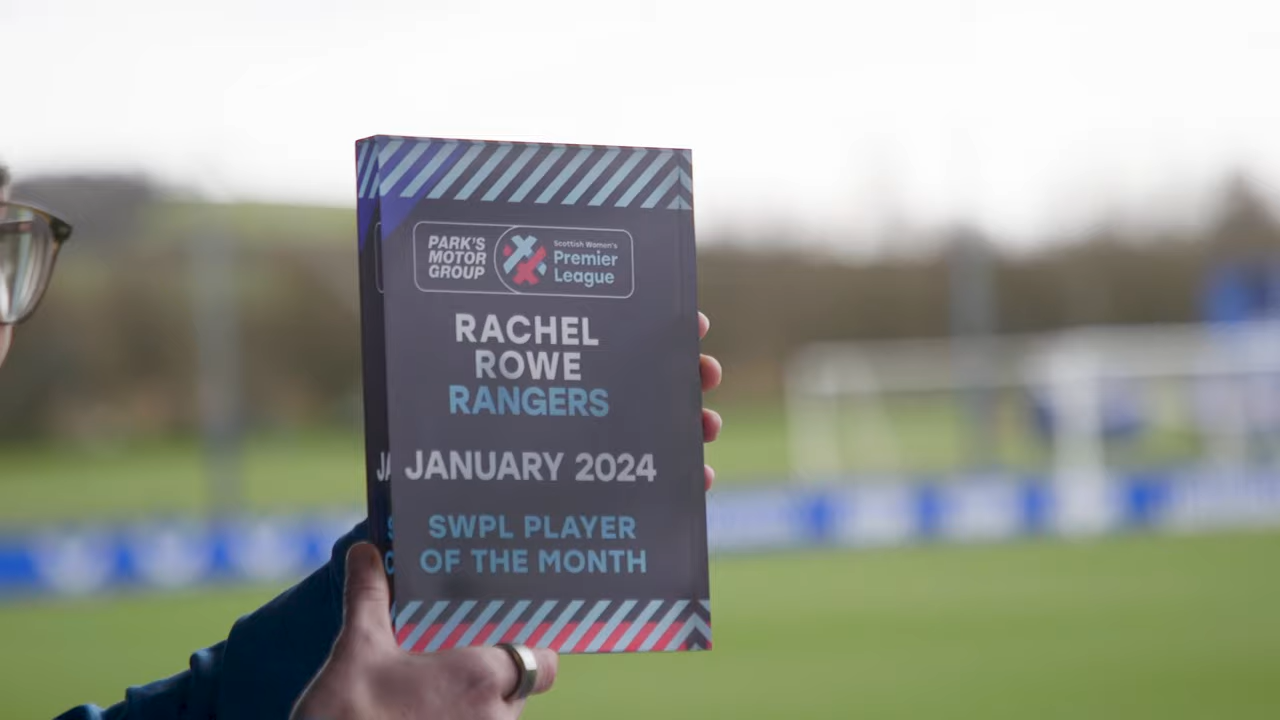 PARK'S
MOTOR
GROUP
Scottish Women's
Premier
League
RACHEL
ROWE
RANGERS
JANUARY 2024
SWPL PLAYER
OF THE MONTH